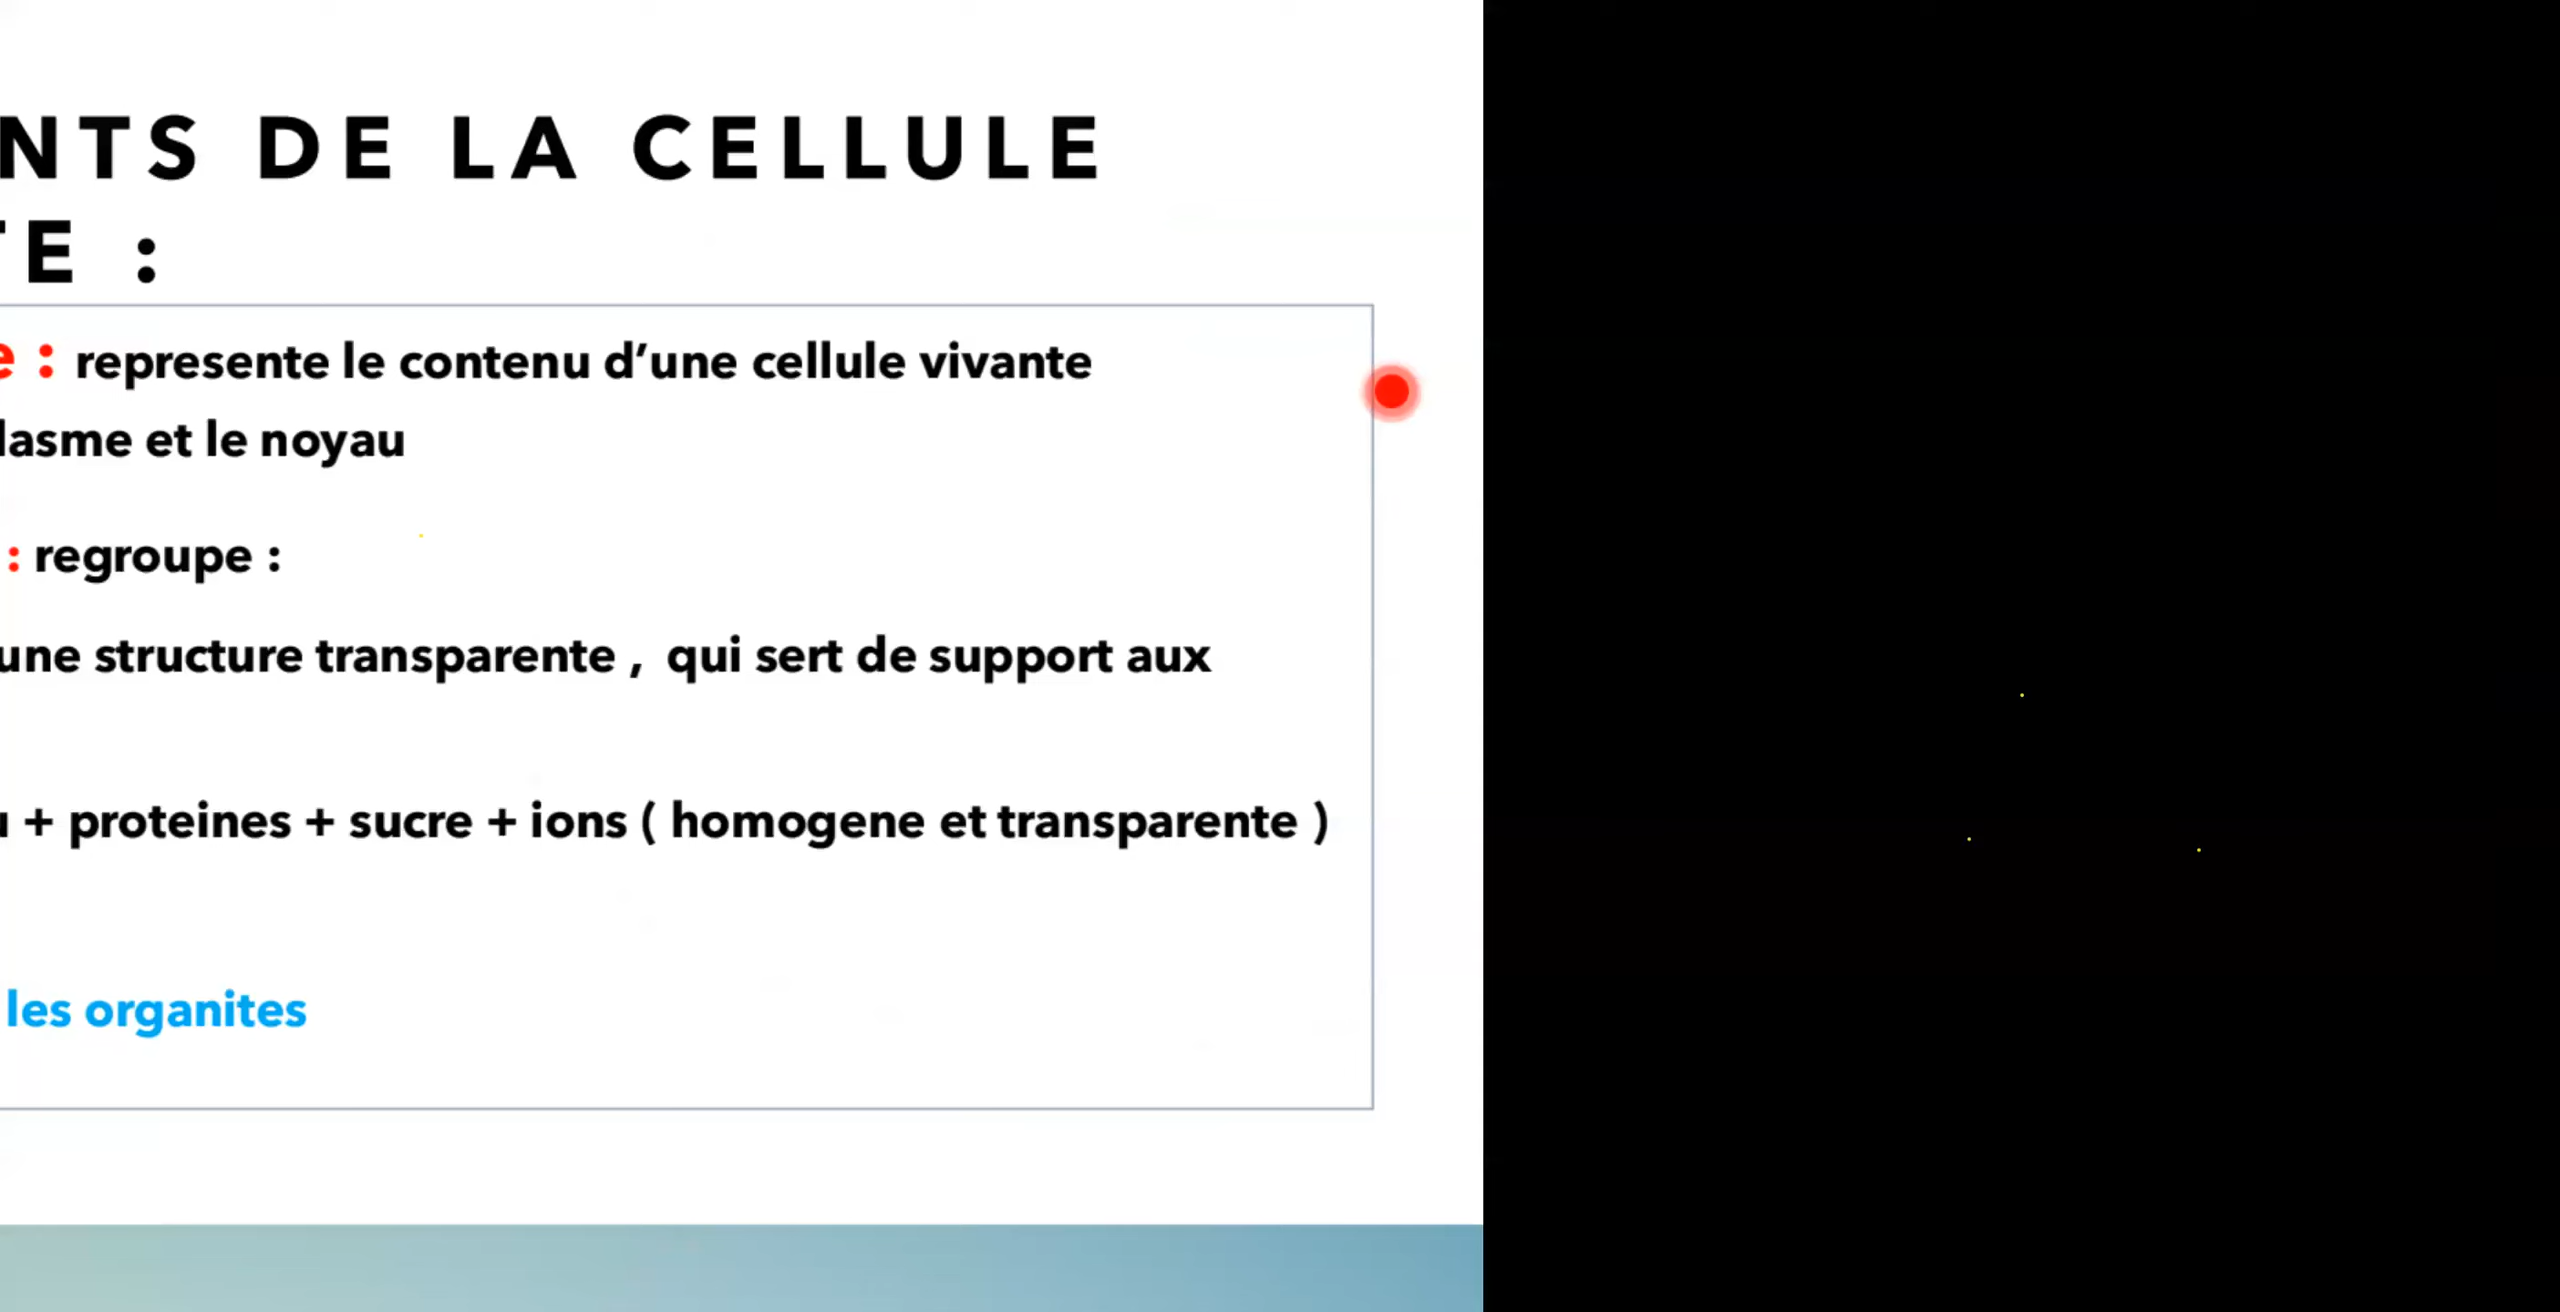 NTS DE LA CELLULE
TE :
e : represente le contenu d’une cellule vivante
lasme et le noyau
: regroupe :
une structure transparente , qui sert de support aux
+ proteines + sucre + ions ( homogene et transparente )
les organites